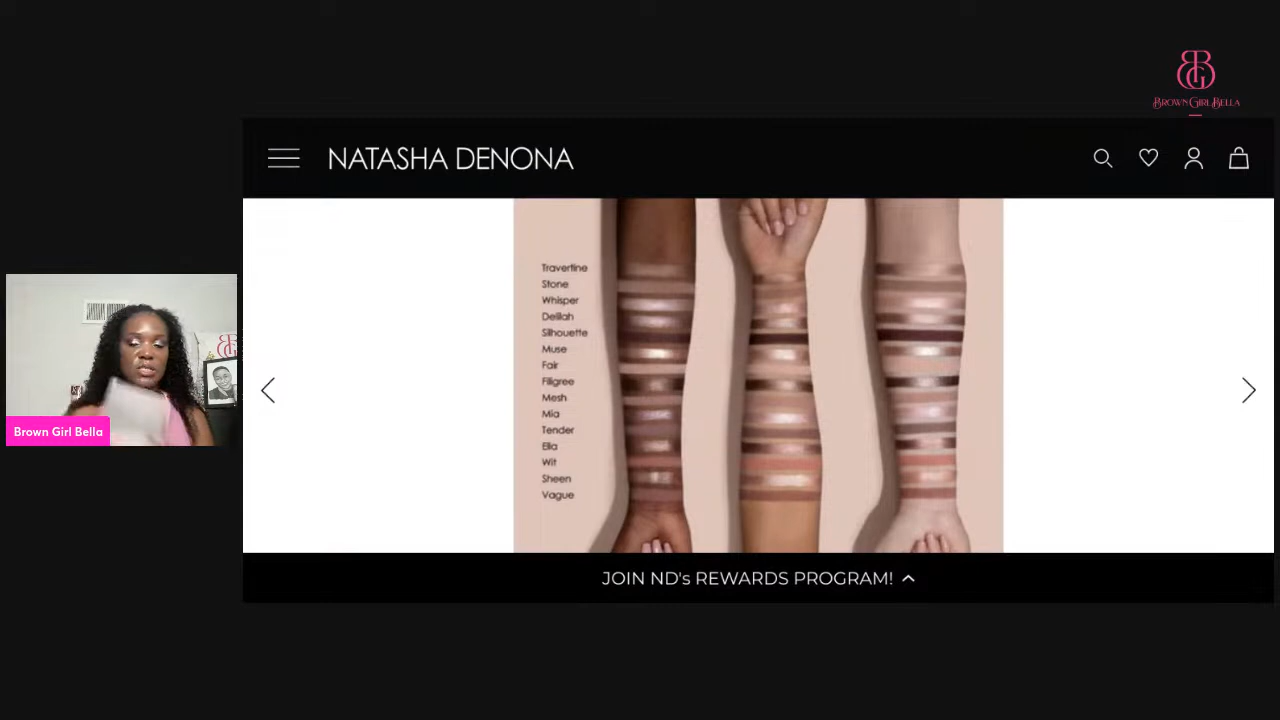 BROWN GIRL BELLA
NATASHA DENONA
Travertine
Stone
Whisper
Delilah
Silhouette
Muse
Fair
Filigree
Mesh
Mia
Tender
Ella
Wit
Sheen
Vague
Brown Girl Bella
JOIN ND's REWARDS PROGRAM!